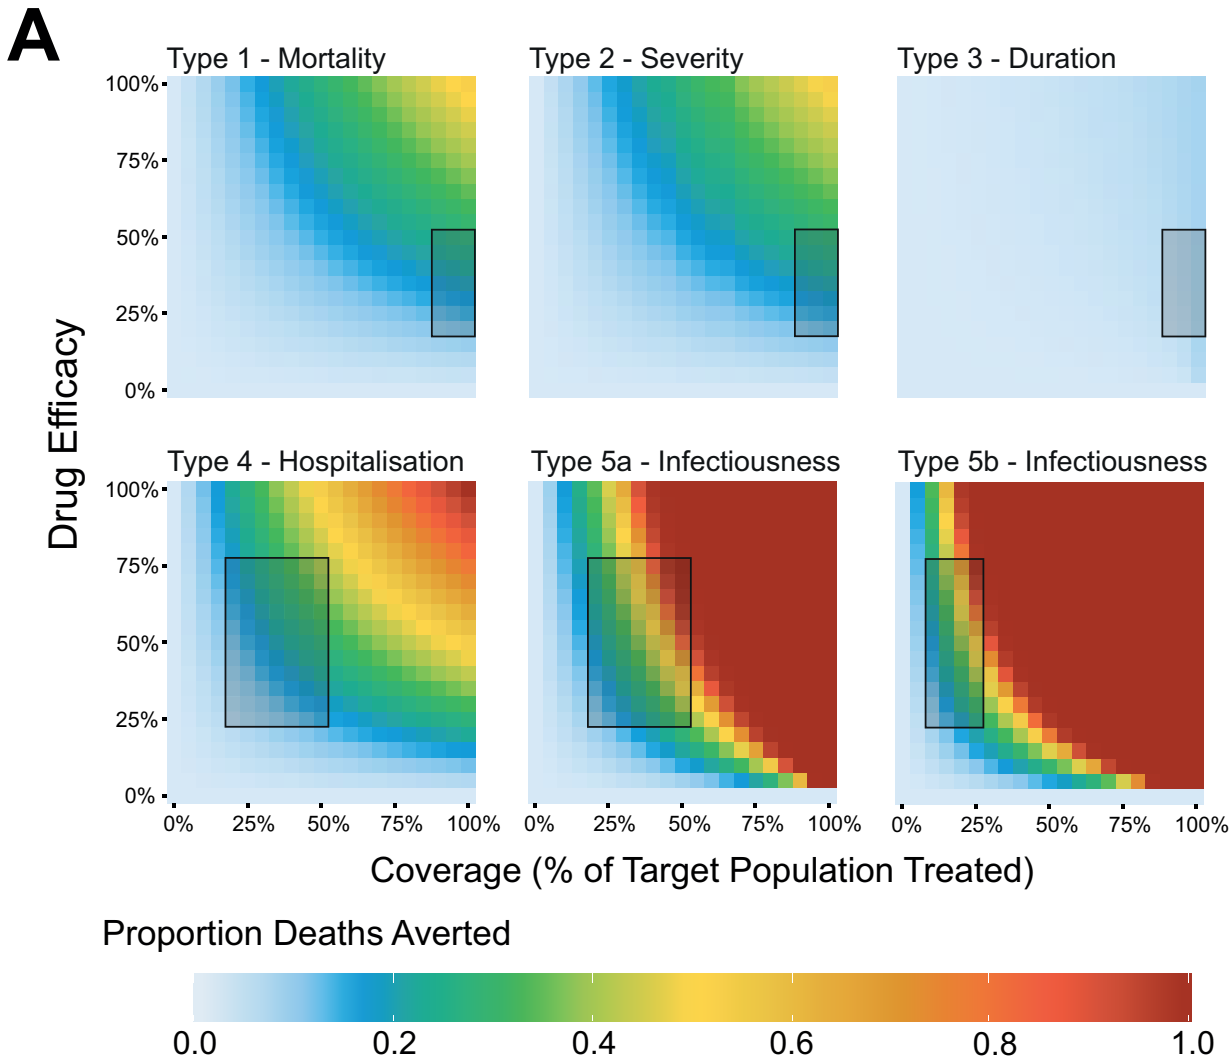 A
Type 1 - Mortality
Type 2 - Severity
Type 3 - Duration
100%
75%
50%
25%
0%
Drug Efficacy
Type 4 - Hospitalisation
Type 5a - Infectiousness
Type 5b - Infectiousness
100%
75%
50%
25%
0%
0% 25% 50% 75% 100%
0% 25% 50% 75% 100%
0% 25% 50% 75% 100%
Coverage (% of Target Population Treated)
Proportion Deaths Averted
0.0 0.2 0.4 0.6 0.8 1.0